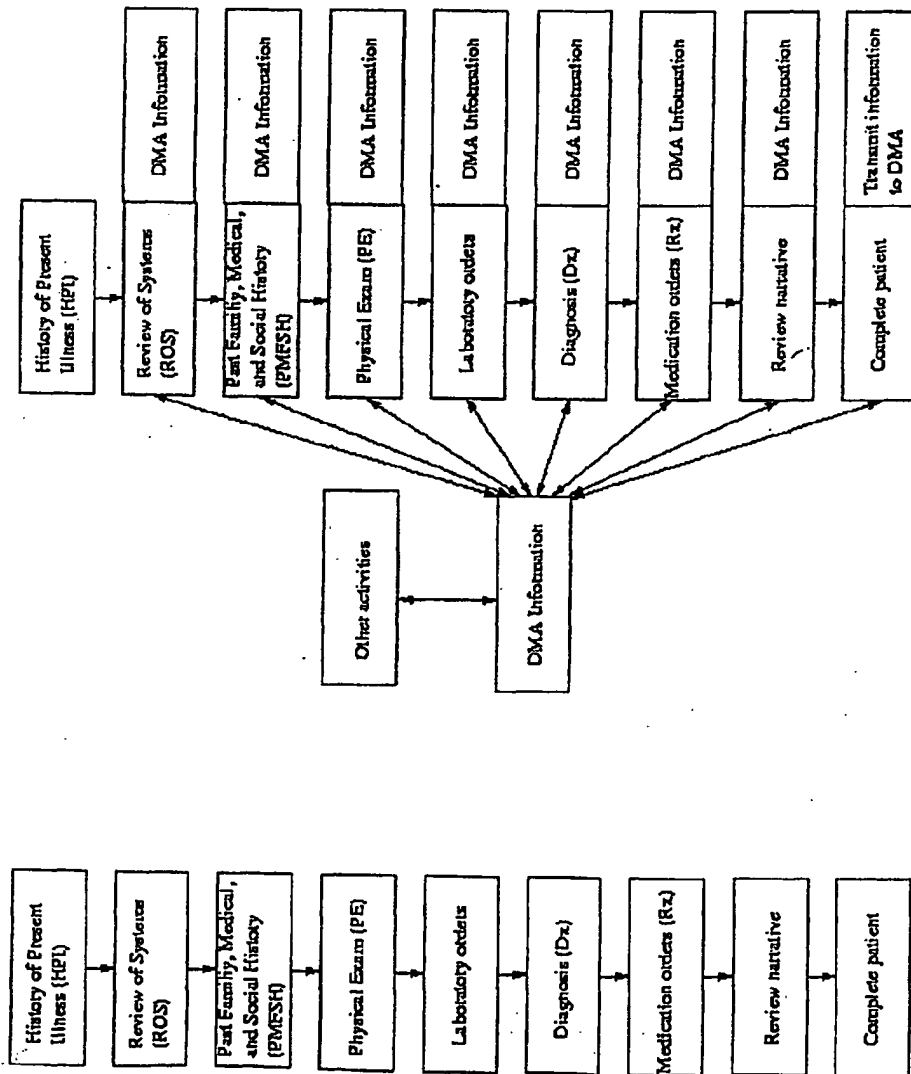 History of Present
Illness (HPI)
Review of Systems
(ROS)
Past Family, Medical,
and Social History
(PMFSH)
Physical Exam (PE)
Laboratory orders
Diagnosis (Dx)
Medication orders (Rx)
Review narrative
Complete patient
Other activities
DMA Information
History of Present
Illness (HPI)
Review of Systems
(ROS)
DMA Information
Past Family, Medical,
and Social History
(PMFSH)
DMA Information
Physical Exam (PE)
DMA Information
Laboratory orders
DMA Information
Diagnosis (Dx)
DMA Information
Medication orders (Rx)
DMA Information
Review narrative
DMA Information
Complete patient
Transmit information
to DMA